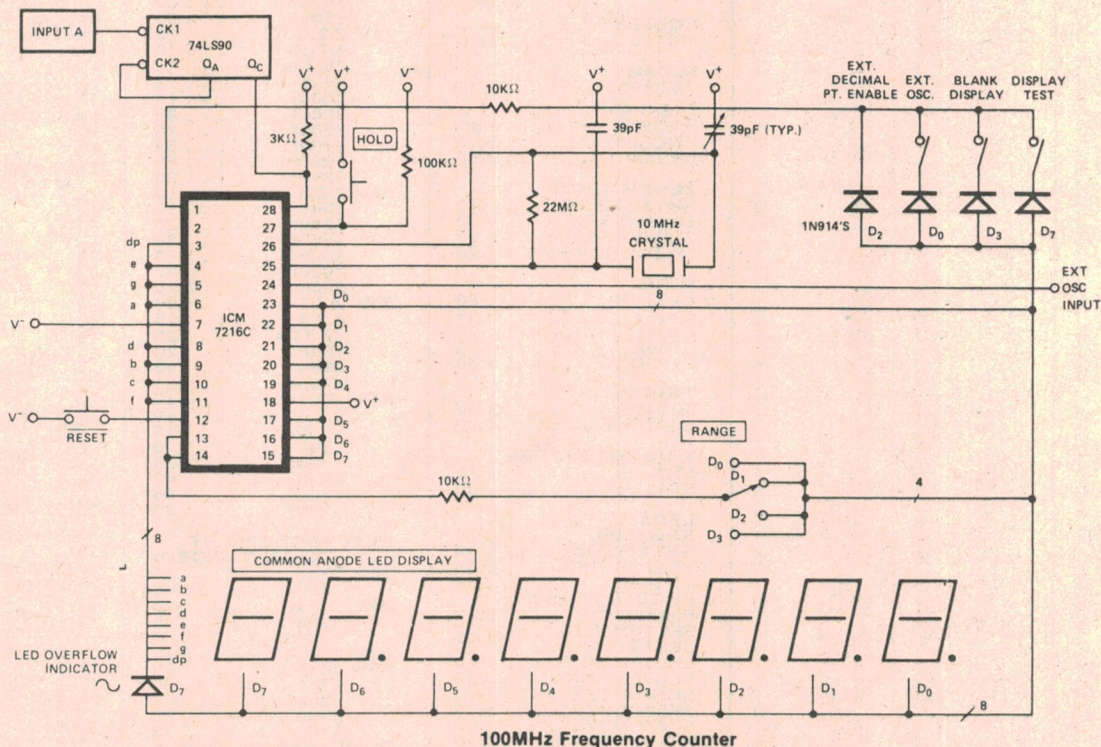 INPUT A
CK1
74LS90
CK2 QA QC
V+ V+ V- V+ V+
EXT. DECIMAL PT. ENABLE
EXT. OSC.
BLANK DISPLAY
DISPLAY TEST
10KΩ
3KΩ
HOLD
100KΩ
39pF
39pF (TYP.)
22MΩ
10 MHz CRYSTAL
1N914'S
D2 D0 D3 D7
ICM 7216C
1 28
2 27
3 26
4 25
5 24
6 23
7 22
8 21
9 20
10 19
11 18
12 17
13 16
14 15
dp
e
g
a
V-
d
b
c
f
V-
RESET
D0
D1
D2
D3
D4
V+
D5
D6
D7
8
EXT OSC INPUT
RANGE
D0
D1
D2
D3
10KΩ
4
8
COMMON ANODE LED DISPLAY
a
b
c
d
e
f
g
dp
LED OVERFLOW INDICATOR
D7
D7 D6 D5 D4 D3 D2 D1 D0
8
100MHz Frequency Counter